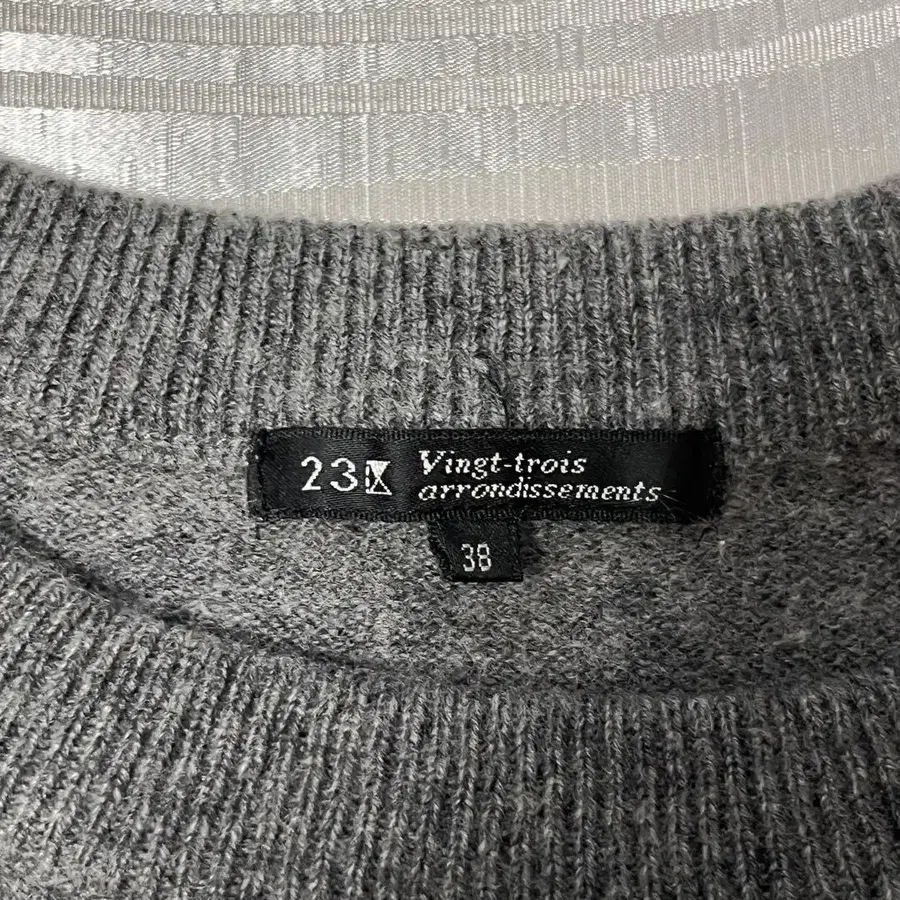 23区 Vingt-trois
arrondissements
38